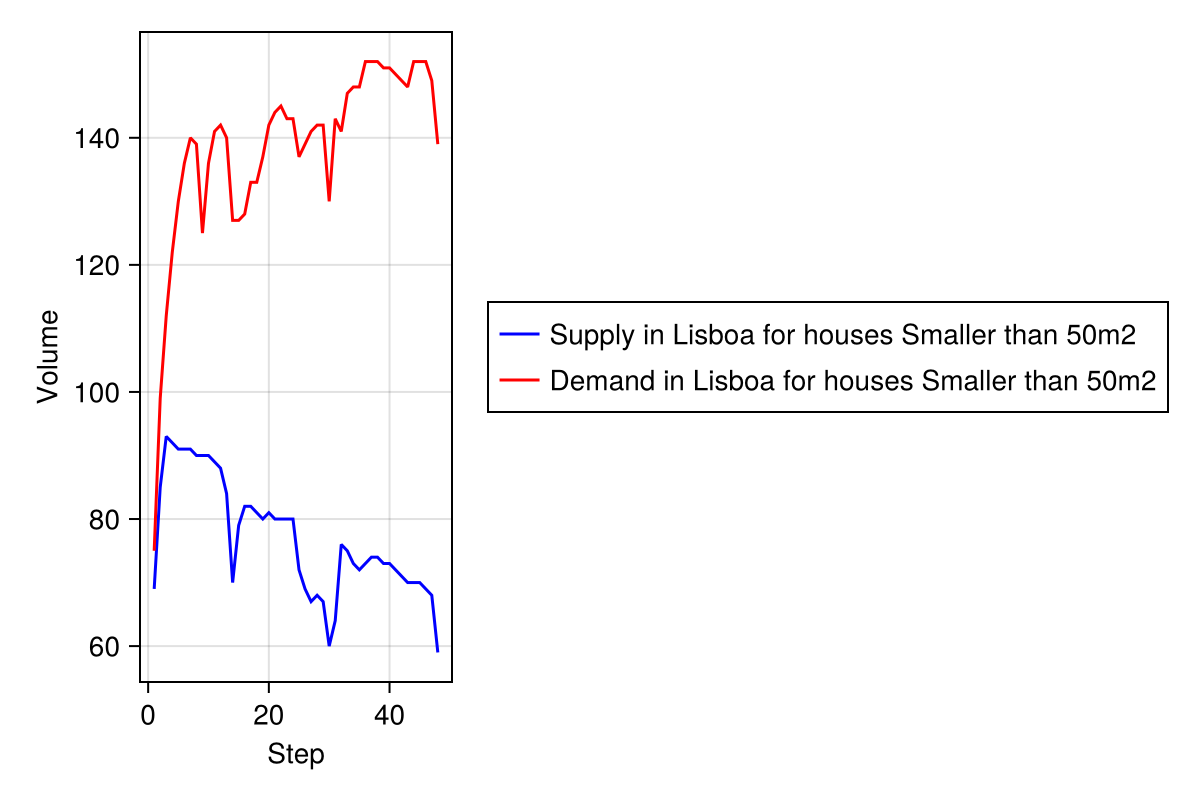 140
120
100
80
60
Volume
0 20 40
Step
Supply in Lisboa for houses Smaller than 50m2
Demand in Lisboa for houses Smaller than 50m2